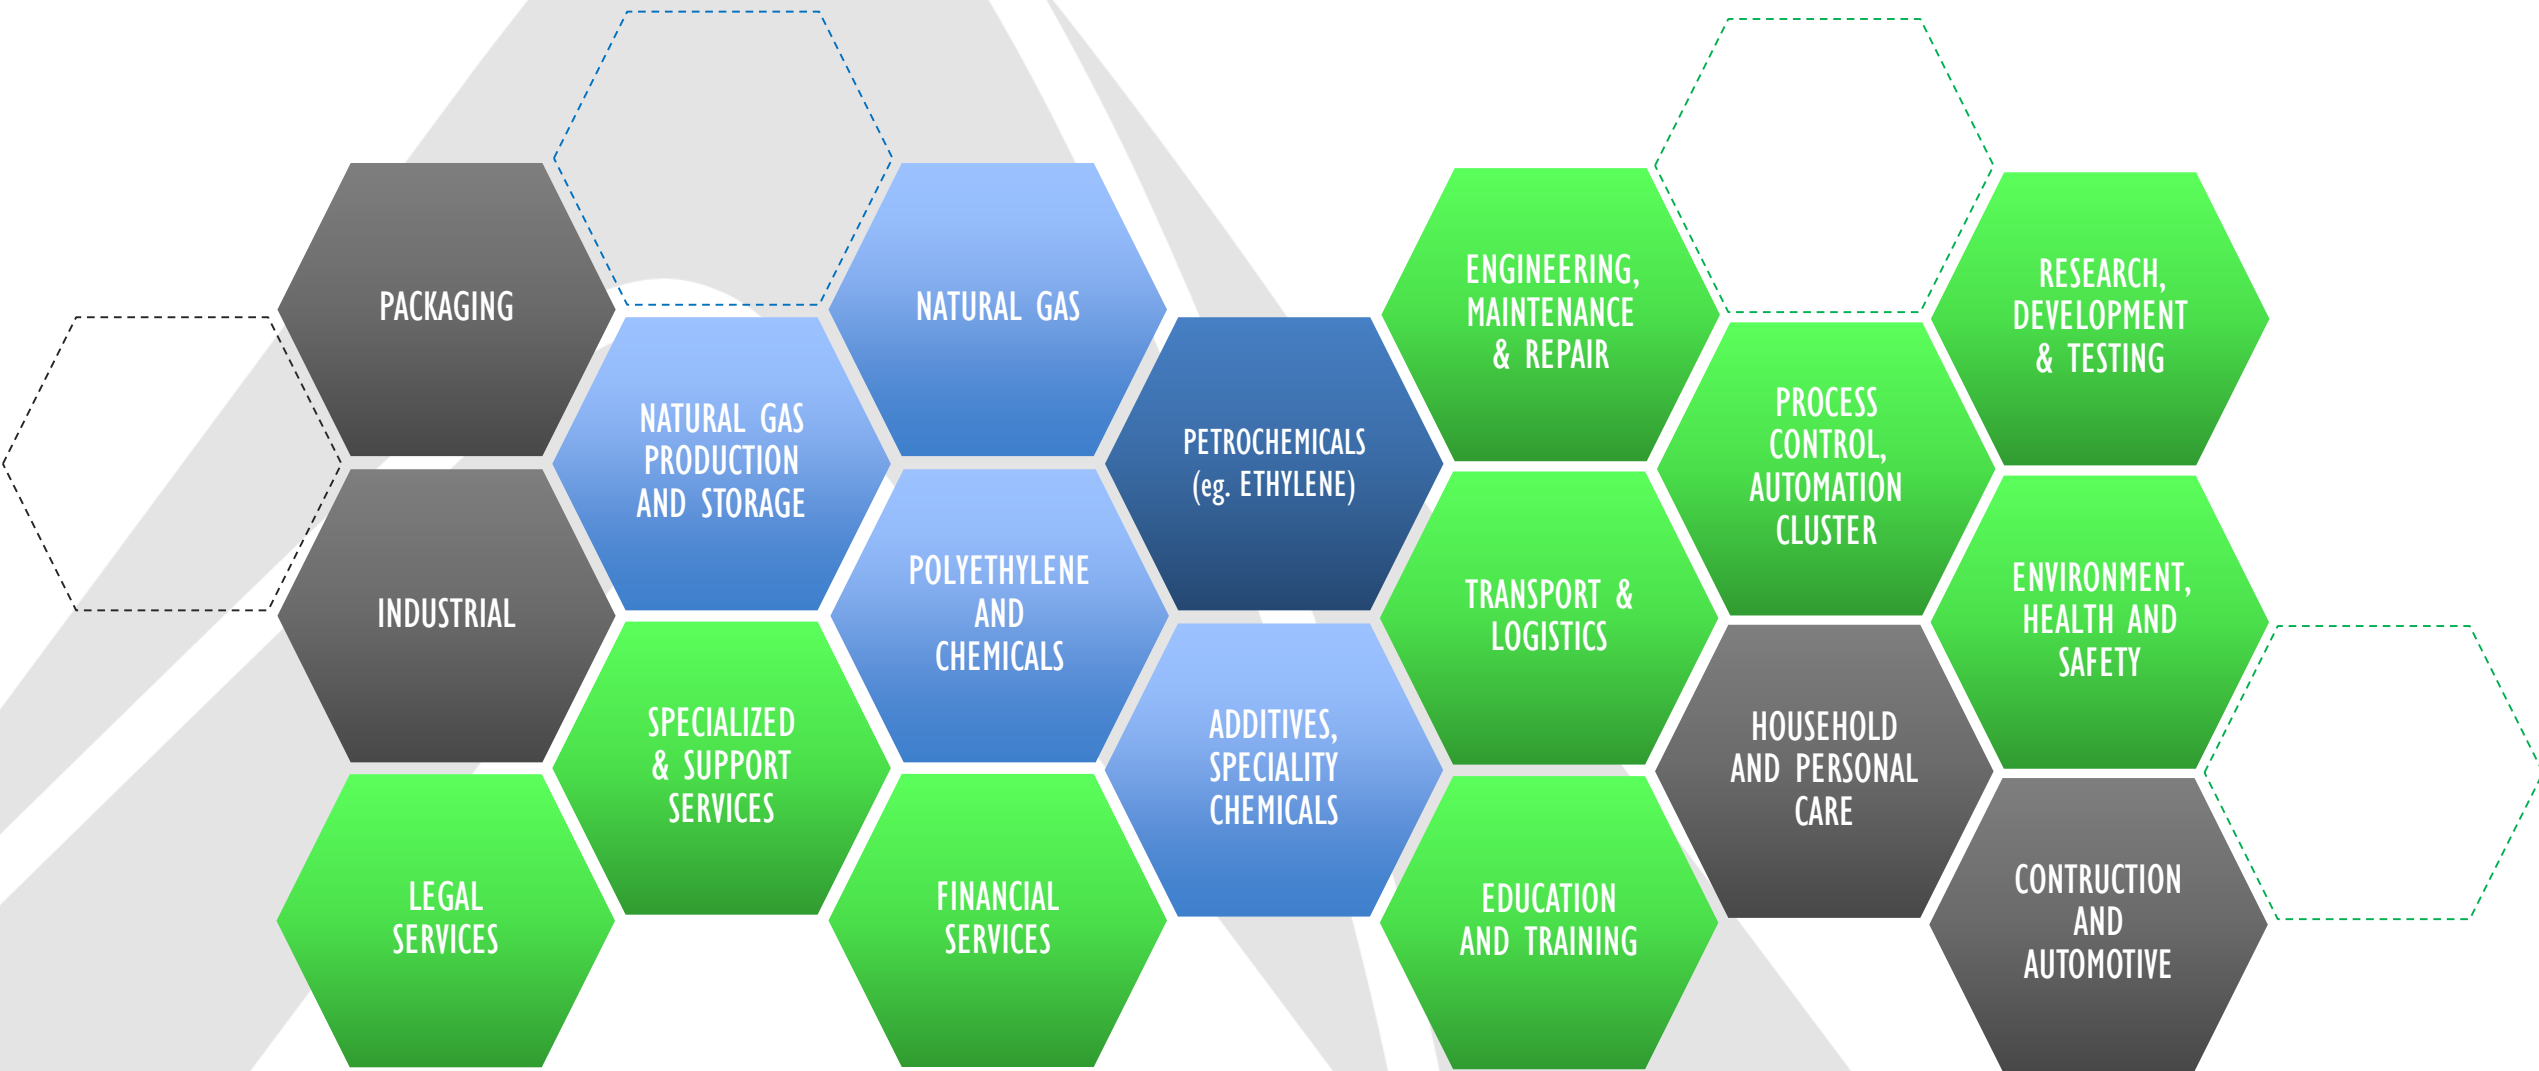 PACKAGING
NATURAL GAS
ENGINEERING,
MAINTENANCE
& REPAIR
RESEARCH,
DEVELOPMENT
& TESTING
NATURAL GAS
PRODUCTION
AND STORAGE
PETROCHEMICALS
(eg. ETHYLENE)
PROCESS
CONTROL,
AUTOMATION
CLUSTER
INDUSTRIAL
POLYETHYLENE
AND
CHEMICALS
TRANSPORT &
LOGISTICS
ENVIRONMENT,
HEALTH AND
SAFETY
SPECIALIZED
& SUPPORT
SERVICES
ADDITIVES,
SPECIALITY
CHEMICALS
HOUSEHOLD
AND PERSONAL
CARE
LEGAL
SERVICES
FINANCIAL
SERVICES
EDUCATION
AND TRAINING
CONTRUCTION
AND
AUTOMOTIVE